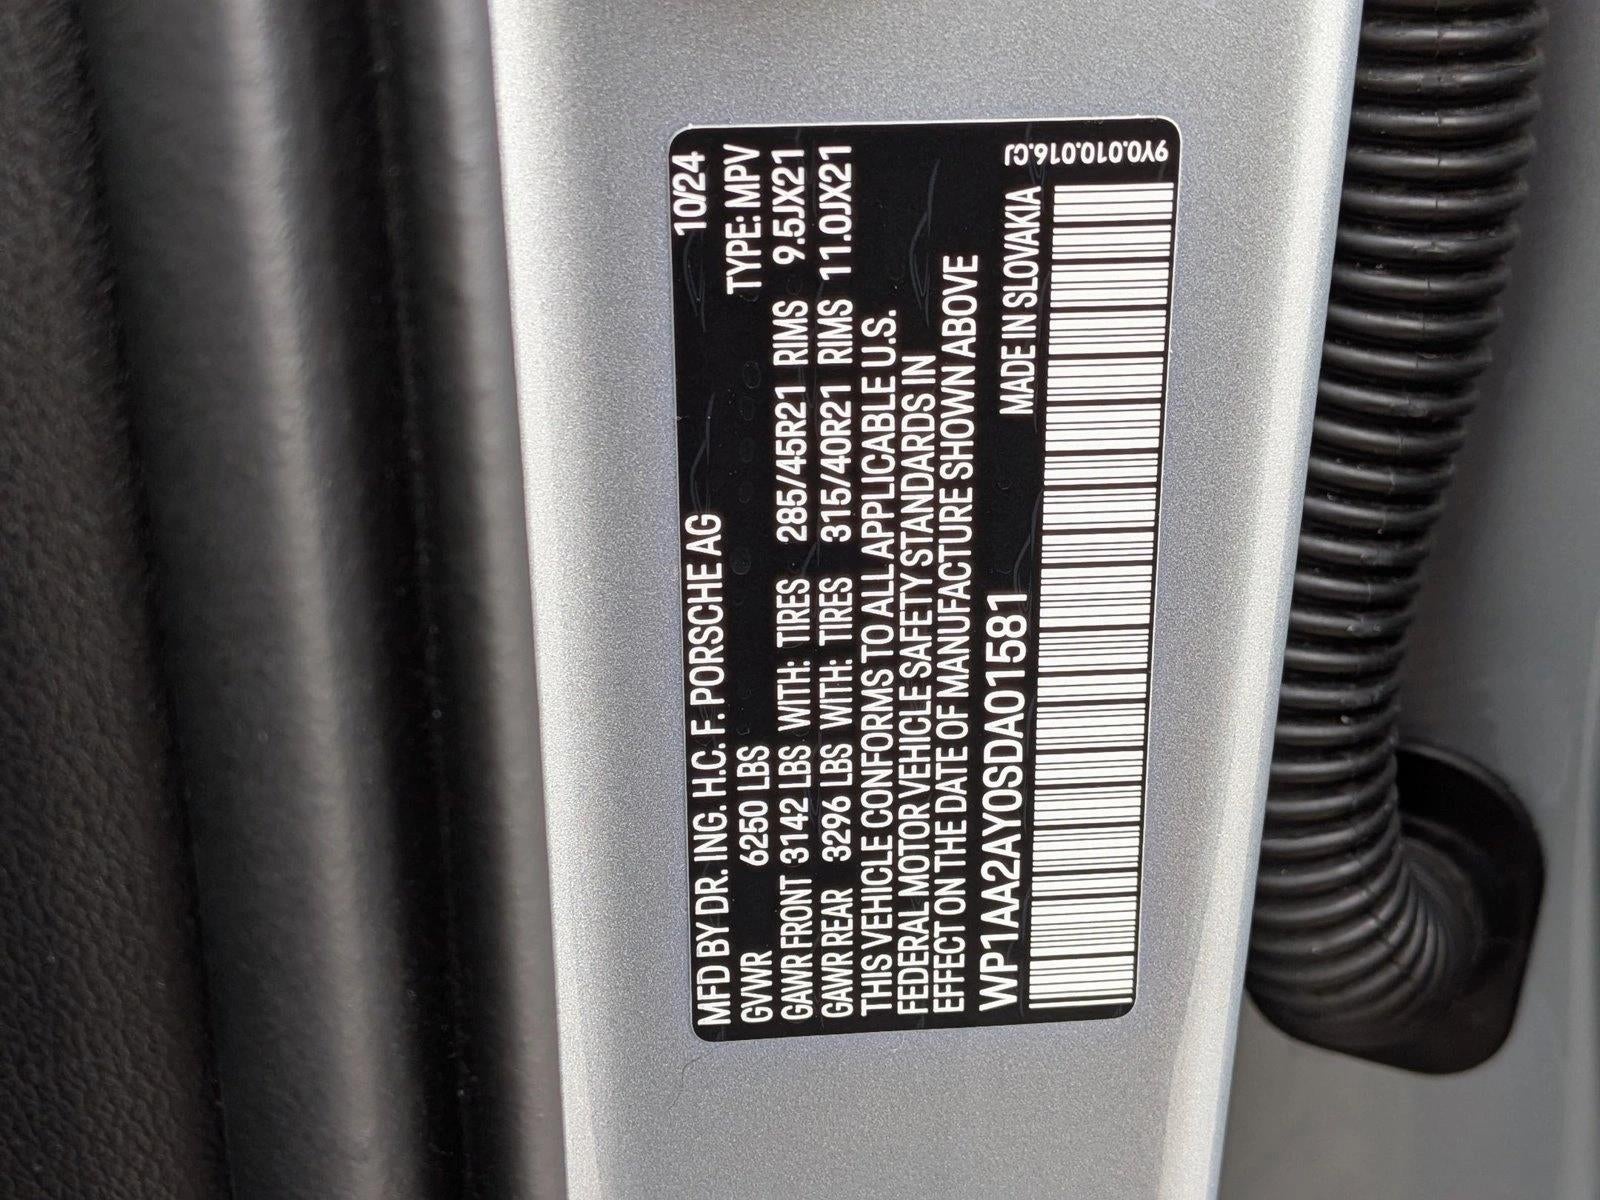 MFD BY DR. ING. H.C. F. PORSCHE AG 10/24
GVWR 6250 LBS TYPE: MPV
GAWR FRONT 3142 LBS WITH: TIRES 285/45R21 RIMS 9.5JX21
GAWR REAR 3296 LBS WITH: TIRES 315/40R21 RIMS 11.0JX21
THIS VEHICLE CONFORMS TO ALL APPLICABLE U.S.
FEDERAL MOTOR VEHICLE SAFETY STANDARDS IN
EFFECT ON THE DATE OF MANUFACTURE SHOWN ABOVE
WP1AA2AY0SDA01581 MADE IN SLOVAKIA
9Y0.010.016.CJ